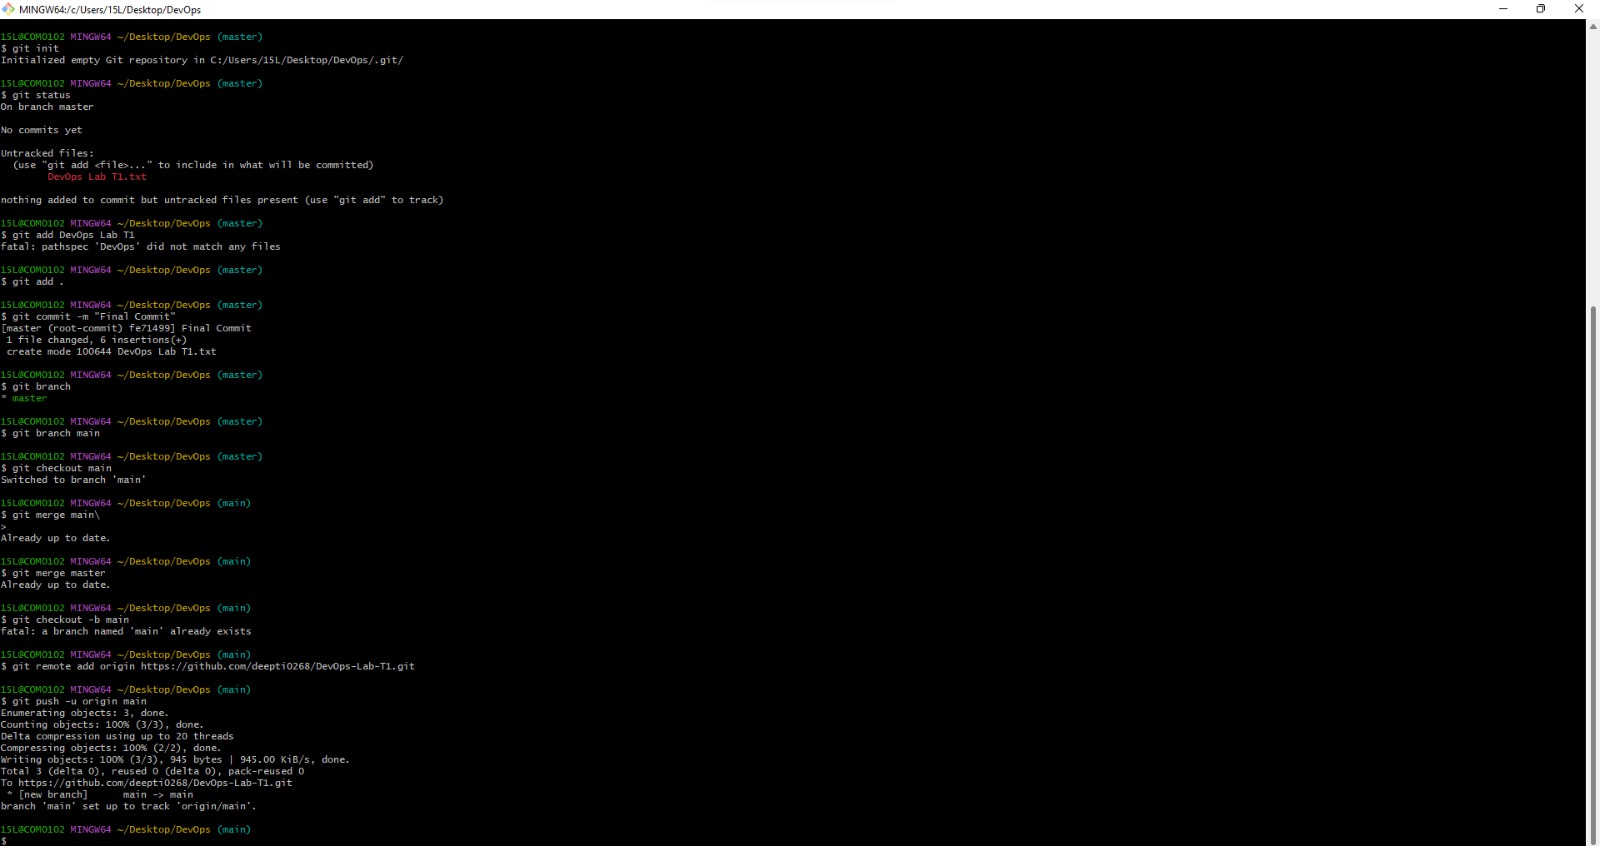 MINGW64:/c/Users/15L/Desktop/DevOps
15L@COM0102 MINGW64 ~/Desktop/DevOps (master)
$ git init
Initialized empty Git repository in C:/Users/15L/Desktop/DevOps/.git/
15L@COM0102 MINGW64 ~/Desktop/DevOps (master)
$ git status
On branch master
No commits yet
Untracked files:
  (use "git add <file>..." to include in what will be committed)
        DevOps Lab T1.txt
nothing added to commit but untracked files present (use "git add" to track)
15L@COM0102 MINGW64 ~/Desktop/DevOps (master)
$ git add DevOps Lab T1
fatal: pathspec 'DevOps' did not match any files
15L@COM0102 MINGW64 ~/Desktop/DevOps (master)
$ git add .
15L@COM0102 MINGW64 ~/Desktop/DevOps (master)
$ git commit -m "Final Commit"
[master (root-commit) fe71499] Final Commit
 1 file changed, 6 insertions(+)
 create mode 100644 DevOps Lab T1.txt
15L@COM0102 MINGW64 ~/Desktop/DevOps (master)
$ git branch
* master
15L@COM0102 MINGW64 ~/Desktop/DevOps (master)
$ git branch main
15L@COM0102 MINGW64 ~/Desktop/DevOps (master)
$ git checkout main
Switched to branch 'main'
15L@COM0102 MINGW64 ~/Desktop/DevOps (main)
$ git merge main\
>
Already up to date.
15L@COM0102 MINGW64 ~/Desktop/DevOps (main)
$ git merge master
Already up to date.
15L@COM0102 MINGW64 ~/Desktop/DevOps (main)
$ git checkout -b main
fatal: a branch named 'main' already exists
15L@COM0102 MINGW64 ~/Desktop/DevOps (main)
$ git remote add origin https://github.com/deepti0268/DevOps-Lab-T1.git
15L@COM0102 MINGW64 ~/Desktop/DevOps (main)
$ git push -u origin main
Enumerating objects: 3, done.
Counting objects: 100% (3/3), done.
Delta compression using up to 20 threads
Compressing objects: 100% (2/2), done.
Writing objects: 100% (3/3), 945 bytes | 945.00 KiB/s, done.
Total 3 (delta 0), reused 0 (delta 0), pack-reused 0
To https://github.com/deepti0268/DevOps-Lab-T1.git
 * [new branch]      main -> main
branch 'main' set up to track 'origin/main'.
15L@COM0102 MINGW64 ~/Desktop/DevOps (main)
$